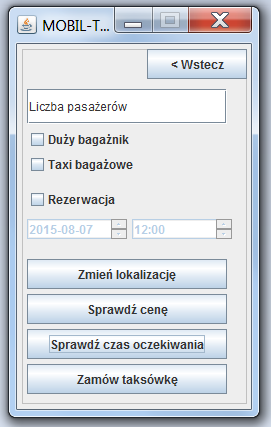 MOBIL-T...
< Wstecz
Liczba pasażerów
Duży bagażnik
Taxi bagażowe
Rezerwacja
2015-08-07 12:00
Zmień lokalizację
Sprawdź cenę
Sprawdź czas oczekiwania
Zamów taksówkę